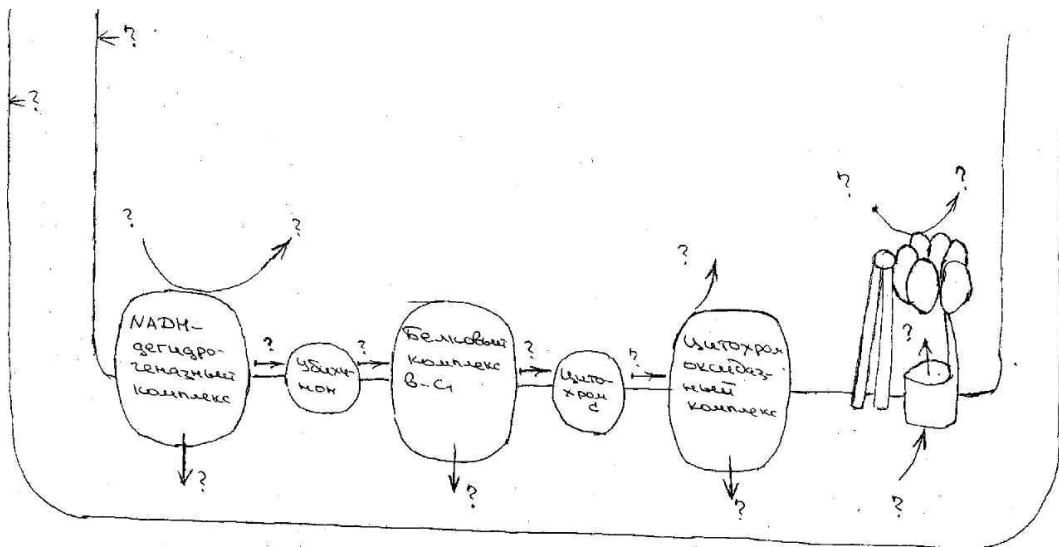 ?
?
?
?
?
?
?
NADH-
дегидро-
геназный
комплекс
?
убихи-
нон
?
Белковый
комплекс
в-с1
?
Цито-
хром
с
?
Цитохром
оксидаз-
ный
комплекс
?
?
?
?
?